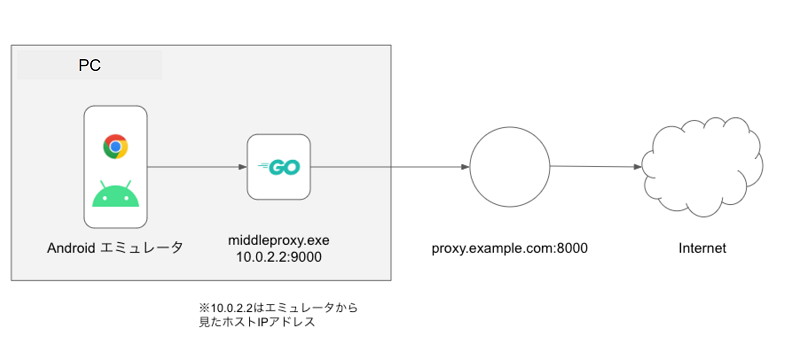 PC
GO
Android エミュレータ
middleproxy.exe
10.0.2.2:9000
proxy.example.com:8000
Internet
※10.0.2.2はエミュレータから
見たホストIPアドレス